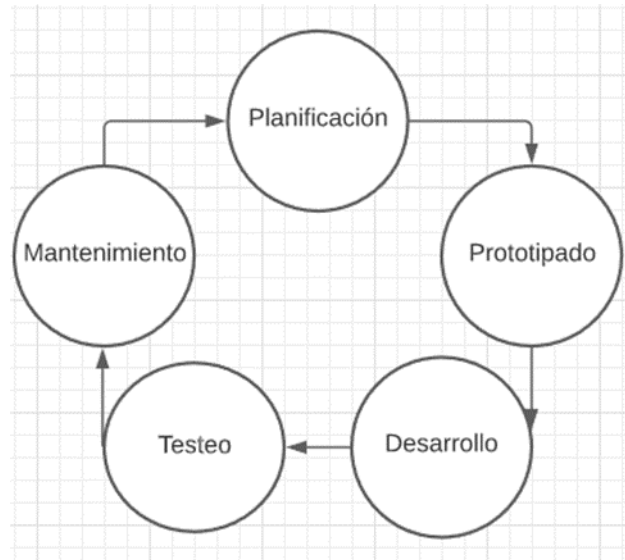 Planificación
Prototipado
Desarrollo
Testeo
Mantenimiento